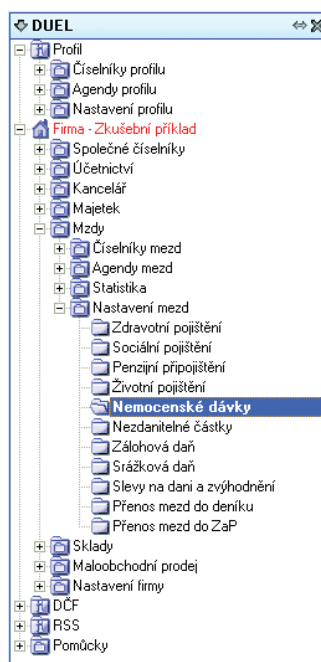 DUEL
Profil
Číselníky profilu
Agendy profilu
Nastavení profilu
Firma - Zkušební příklad
Společné číselníky
Účetnictví
Kancelář
Majetek
Mzdy
Číselníky mezd
Agendy mezd
Statistika
Nastavení mezd
Zdravotní pojištění
Sociální pojištění
Penzijní připojištění
Životní pojištění
Nemocenské dávky
Nezdanitelné částky
Zálohová daň
Srážková daň
Slevy na dani a zvýhodnění
Přenos mezd do deníku
Přenos mezd do ZaP
Sklady
Maloobchodní prodej
Nastavení firmy
DČF
RSS
Pomůcky